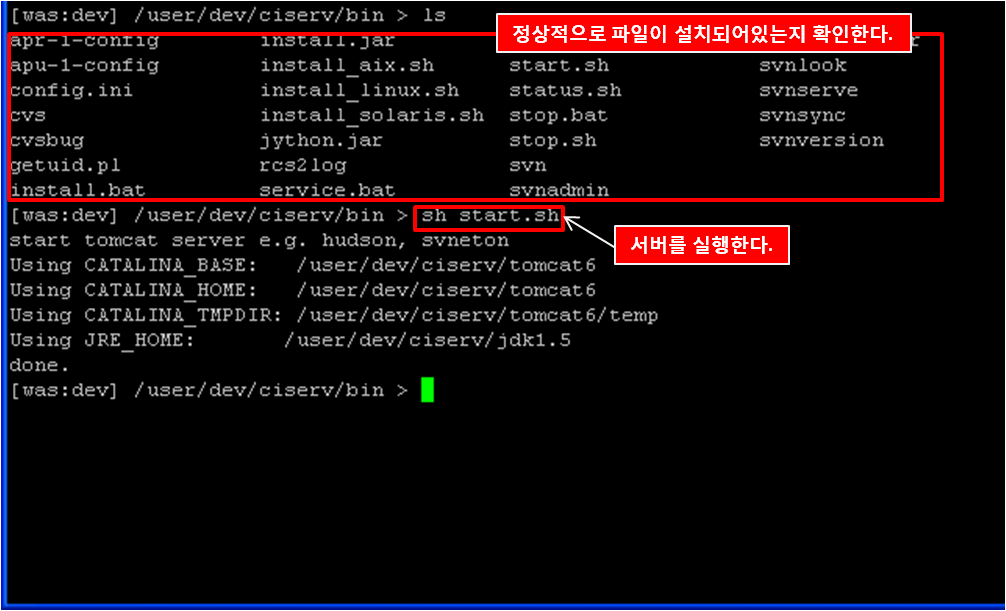 [was:dev] /user/dev/ciserv/bin > ls
정상적으로 파일이 설치되어있는지 확인한다.
apr-1-config install.jar
apu-1-config install_aix.sh start.sh svnlook
config.ini install_linux.sh status.sh svnserve
cvs install_solaris.sh stop.bat svnsync
cvsbug jython.jar stop.sh svnversion
getuid.pl rcs2log svn
install.bat service.bat svnadmin
[was:dev] /user/dev/ciserv/bin > sh start.sh
서버를 실행한다.
start tomcat server e.g. hudson, svneton
Using CATALINA_BASE: /user/dev/ciserv/tomcat6
Using CATALINA_HOME: /user/dev/ciserv/tomcat6
Using CATALINA_TMPDIR: /user/dev/ciserv/tomcat6/temp
Using JRE_HOME: /user/dev/ciserv/jdk1.5
done.
[was:dev] /user/dev/ciserv/bin >